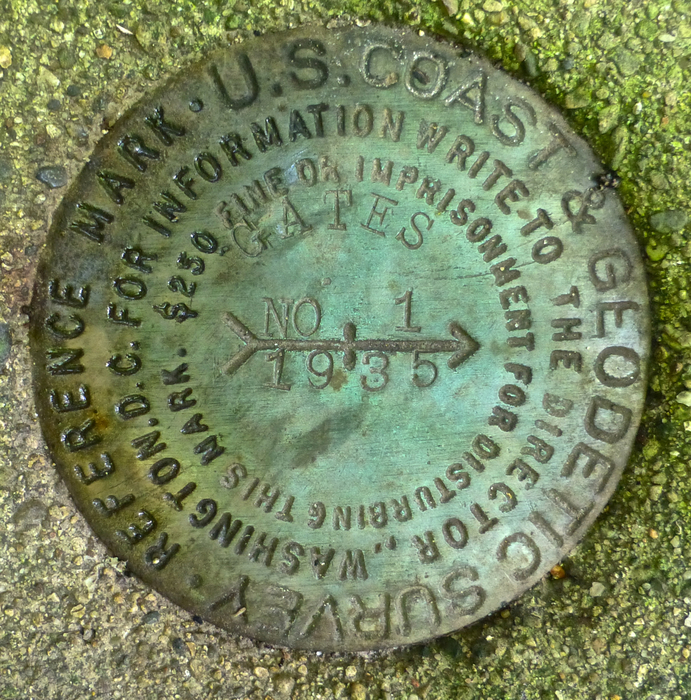 U.S. COAST & GEODETIC SURVEY
REFERENCE MARK
FOR INFORMATION WRITE TO THE DIRECTOR, WASHINGTON, D.C.
$250 FINE OR IMPRISONMENT FOR DISTURBING THIS MARK.
GATES
NO 1
1935